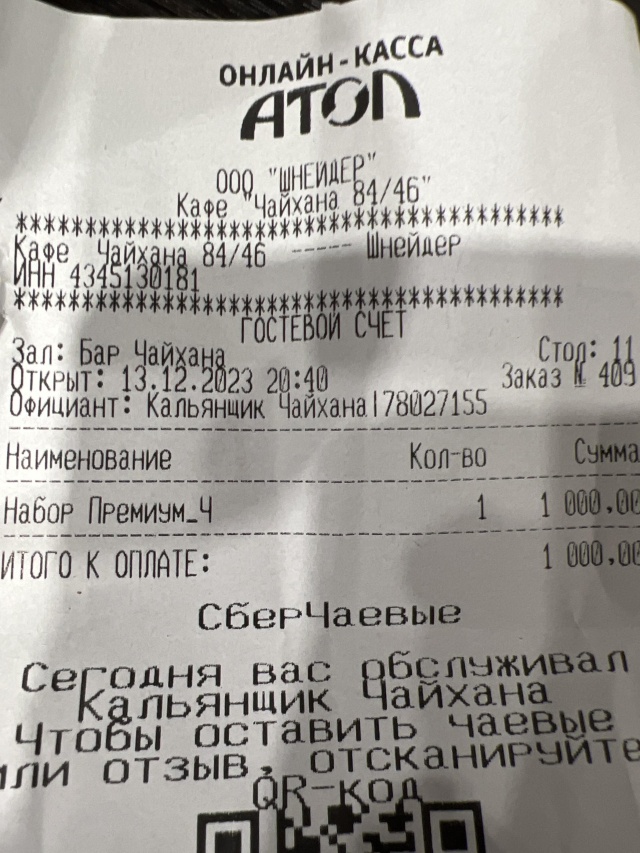 ОНЛАЙН-КАССА
АТОЛ
ООО "ШНЕЙДЕР"
Кафе "Чайхана 84/46"
****************************************
Кафе Чайхана 84/46 ----- Шнейдер
ИНН 4345130181
****************************************
ГОСТЕВОЙ СЧЕТ
Зал: Бар Чайхана Стол: 11
Открыт: 13.12.2023 20:40 Заказ № 409
Официант: Кальянщик Чайхана|78027155
Наименование Кол-во Сумма
Набор Премиум_Ч 1 1 000,00
ИТОГО К ОПЛАТЕ: 1 000,00
СберЧаевые
Сегодня вас обслуживал
Кальянщик Чайхана
Чтобы оставить чаевые
или отзыв, отсканируйте
QR-код